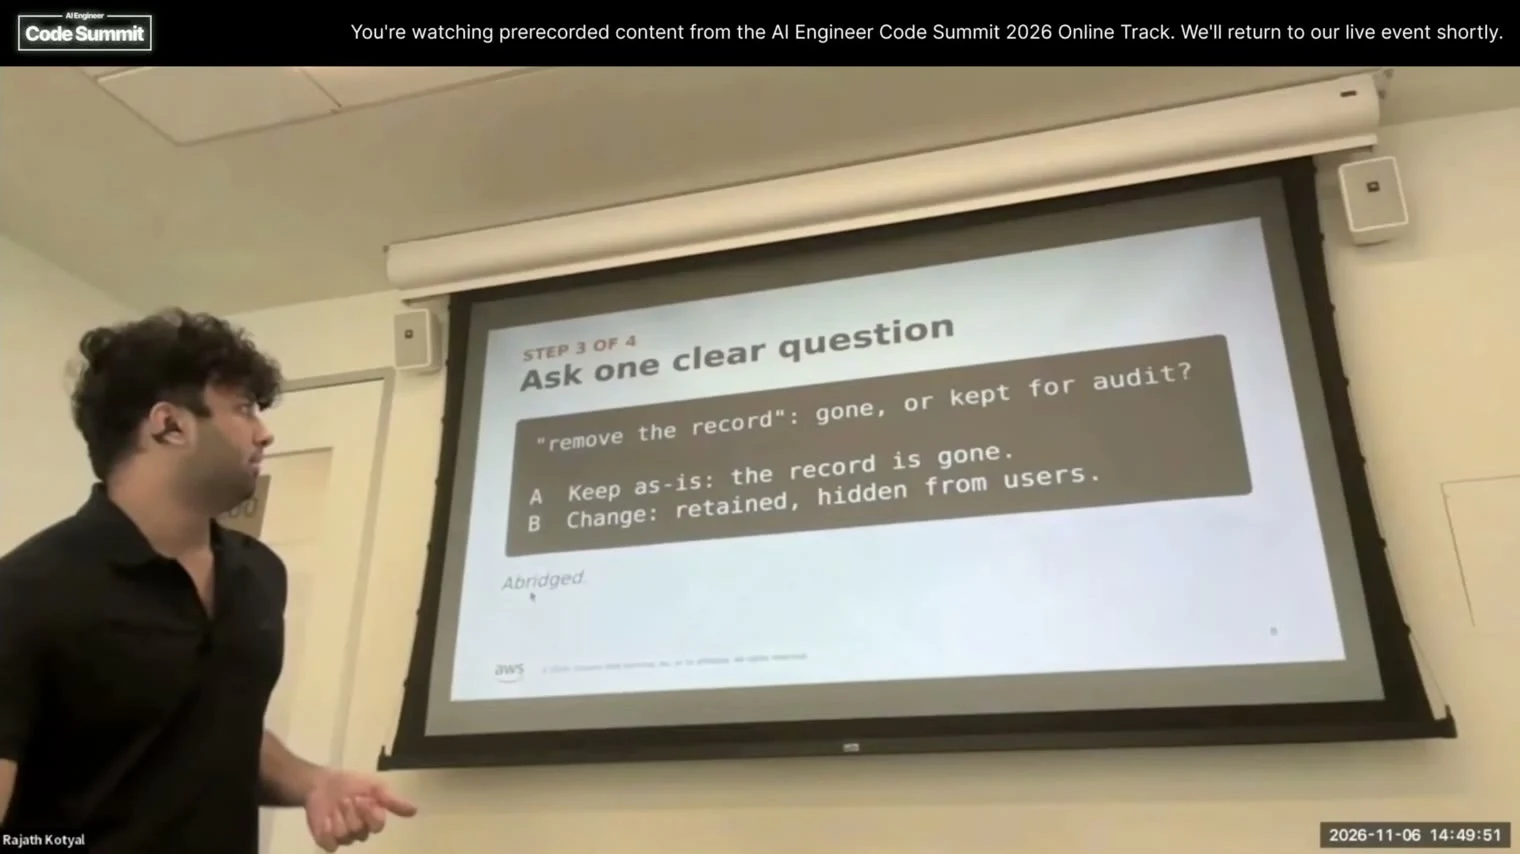 AI Engineer
Code Summit
You're watching prerecorded content from the AI Engineer Code Summit 2026 Online Track. We'll return to our live event shortly.
STEP 3 OF 4
Ask one clear question
"remove the record": gone, or kept for audit?
A Keep as-is: the record is gone.
B Change: retained, hidden from users.
Abridged.
aws
Rajath Kotyal
2026-11-06 14:49:51